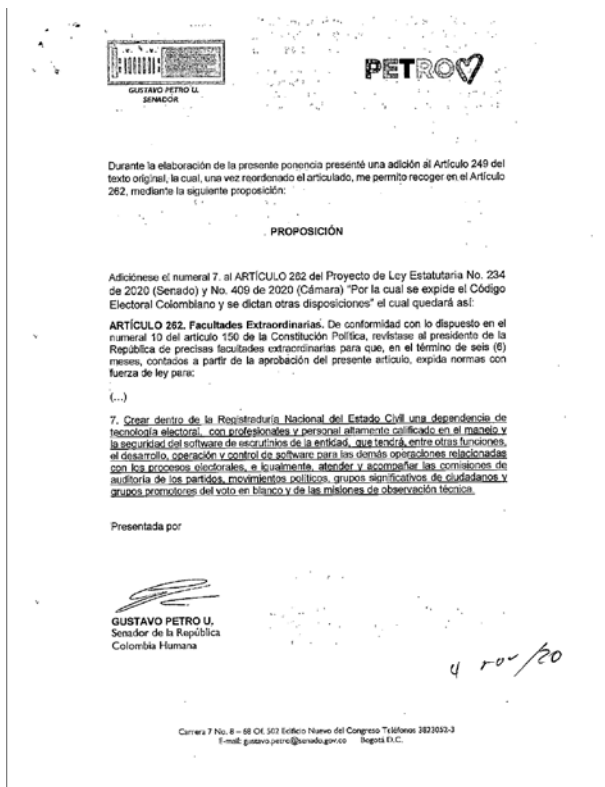 GUSTAVO PETRO U.
SENADOR
PETRO
Durante la elaboración de la presente ponencia presenté una adición al Artículo 249 del
texto original, la cual, una vez reordenado el articulado, me permito recoger en el Artículo
262, mediante la siguiente proposición:
PROPOSICIÓN
Adiciónese el numeral 7. al ARTÍCULO 262 del Proyecto de Ley Estatutaria No. 234
de 2020 (Senado) y No. 409 de 2020 (Cámara) "Por la cual se expide el Código
Electoral Colombiano y se dictan otras disposiciones" el cual quedará así:
ARTÍCULO 262. Facultades Extraordinarias. De conformidad con lo dispuesto en el
numeral 10 del artículo 150 de la Constitución Política, revístase al presidente de la
República de precisas facultades extraordinarias para que, en el término de seis (6)
meses, contados a partir de la aprobación del presente artículo, expida normas con
fuerza de ley para:
(...)
7. Crear dentro de la Registraduría Nacional del Estado Civil una dependencia de
tecnología electoral, con profesionales y personal altamente calificado en el manejo y
la seguridad del software de escrutinios de la entidad, que tendrá, entre otras funciones,
el desarrollo, operación y control de software para las demás operaciones relacionadas
con los procesos electorales, e igualmente, atender y acompañar las comisiones de
auditoría de los partidos, movimientos políticos, grupos significativos de ciudadanos y
grupos promotores del voto en blanco y de las misiones de observación técnica.
Presentada por
GUSTAVO PETRO U.
Senador de la República
Colombia Humana
4 nov/20
Carrera 7 No. 8 – 68 Of. 502 Edificio Nuevo del Congreso Teléfonos 3823052-3
E-mail: gustavo.petro@senado.gov.co Bogotá D.C.